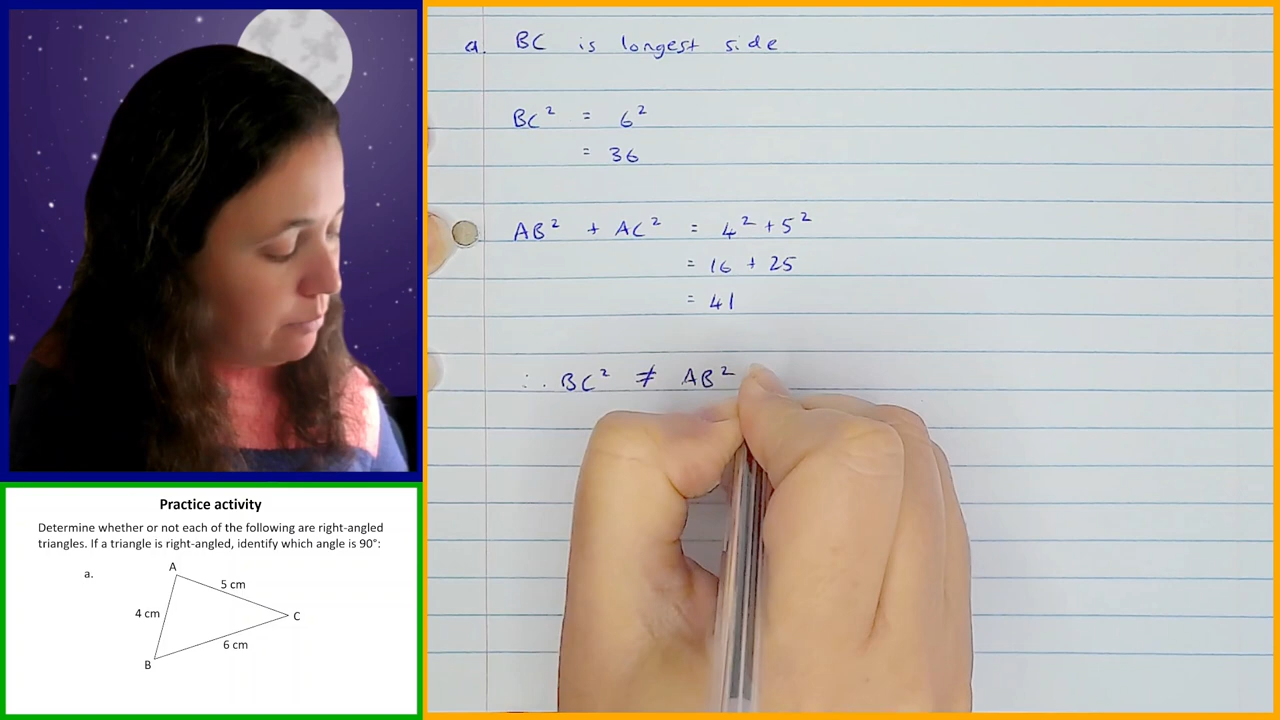 a. BC is longest side
BC² = 6²
= 36
AB² + AC² = 4² + 5²
= 16 + 25
= 41
∴ BC² ≠ AB²
Practice activity
Determine whether or not each of the following are right-angled
triangles. If a triangle is right-angled, identify which angle is 90°:
a.
A
5 cm
4 cm
C
6 cm
B